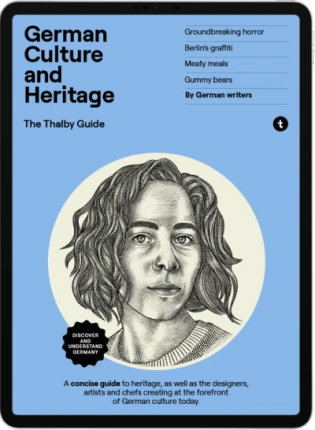 German
Culture
and
Heritage
The Thalby Guide
Groundbreaking horror
Berlin's graffiti
Meaty meals
Gummy bears
By German writers
t
DISCOVER
AND
UNDERSTAND
GERMANY
A concise guide to heritage, as well as the designers,
artists and chefs creating at the forefront
of German culture today.